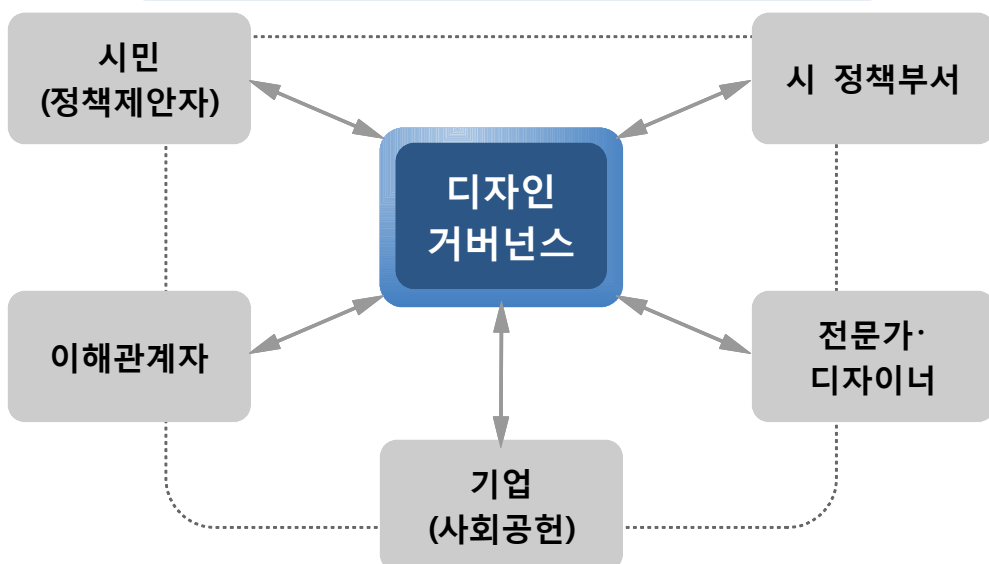 시민
(정책제안자)
시 정책부서
디자인
거버넌스
이해관계자
전문가·
디자이너
기업
(사회공헌)